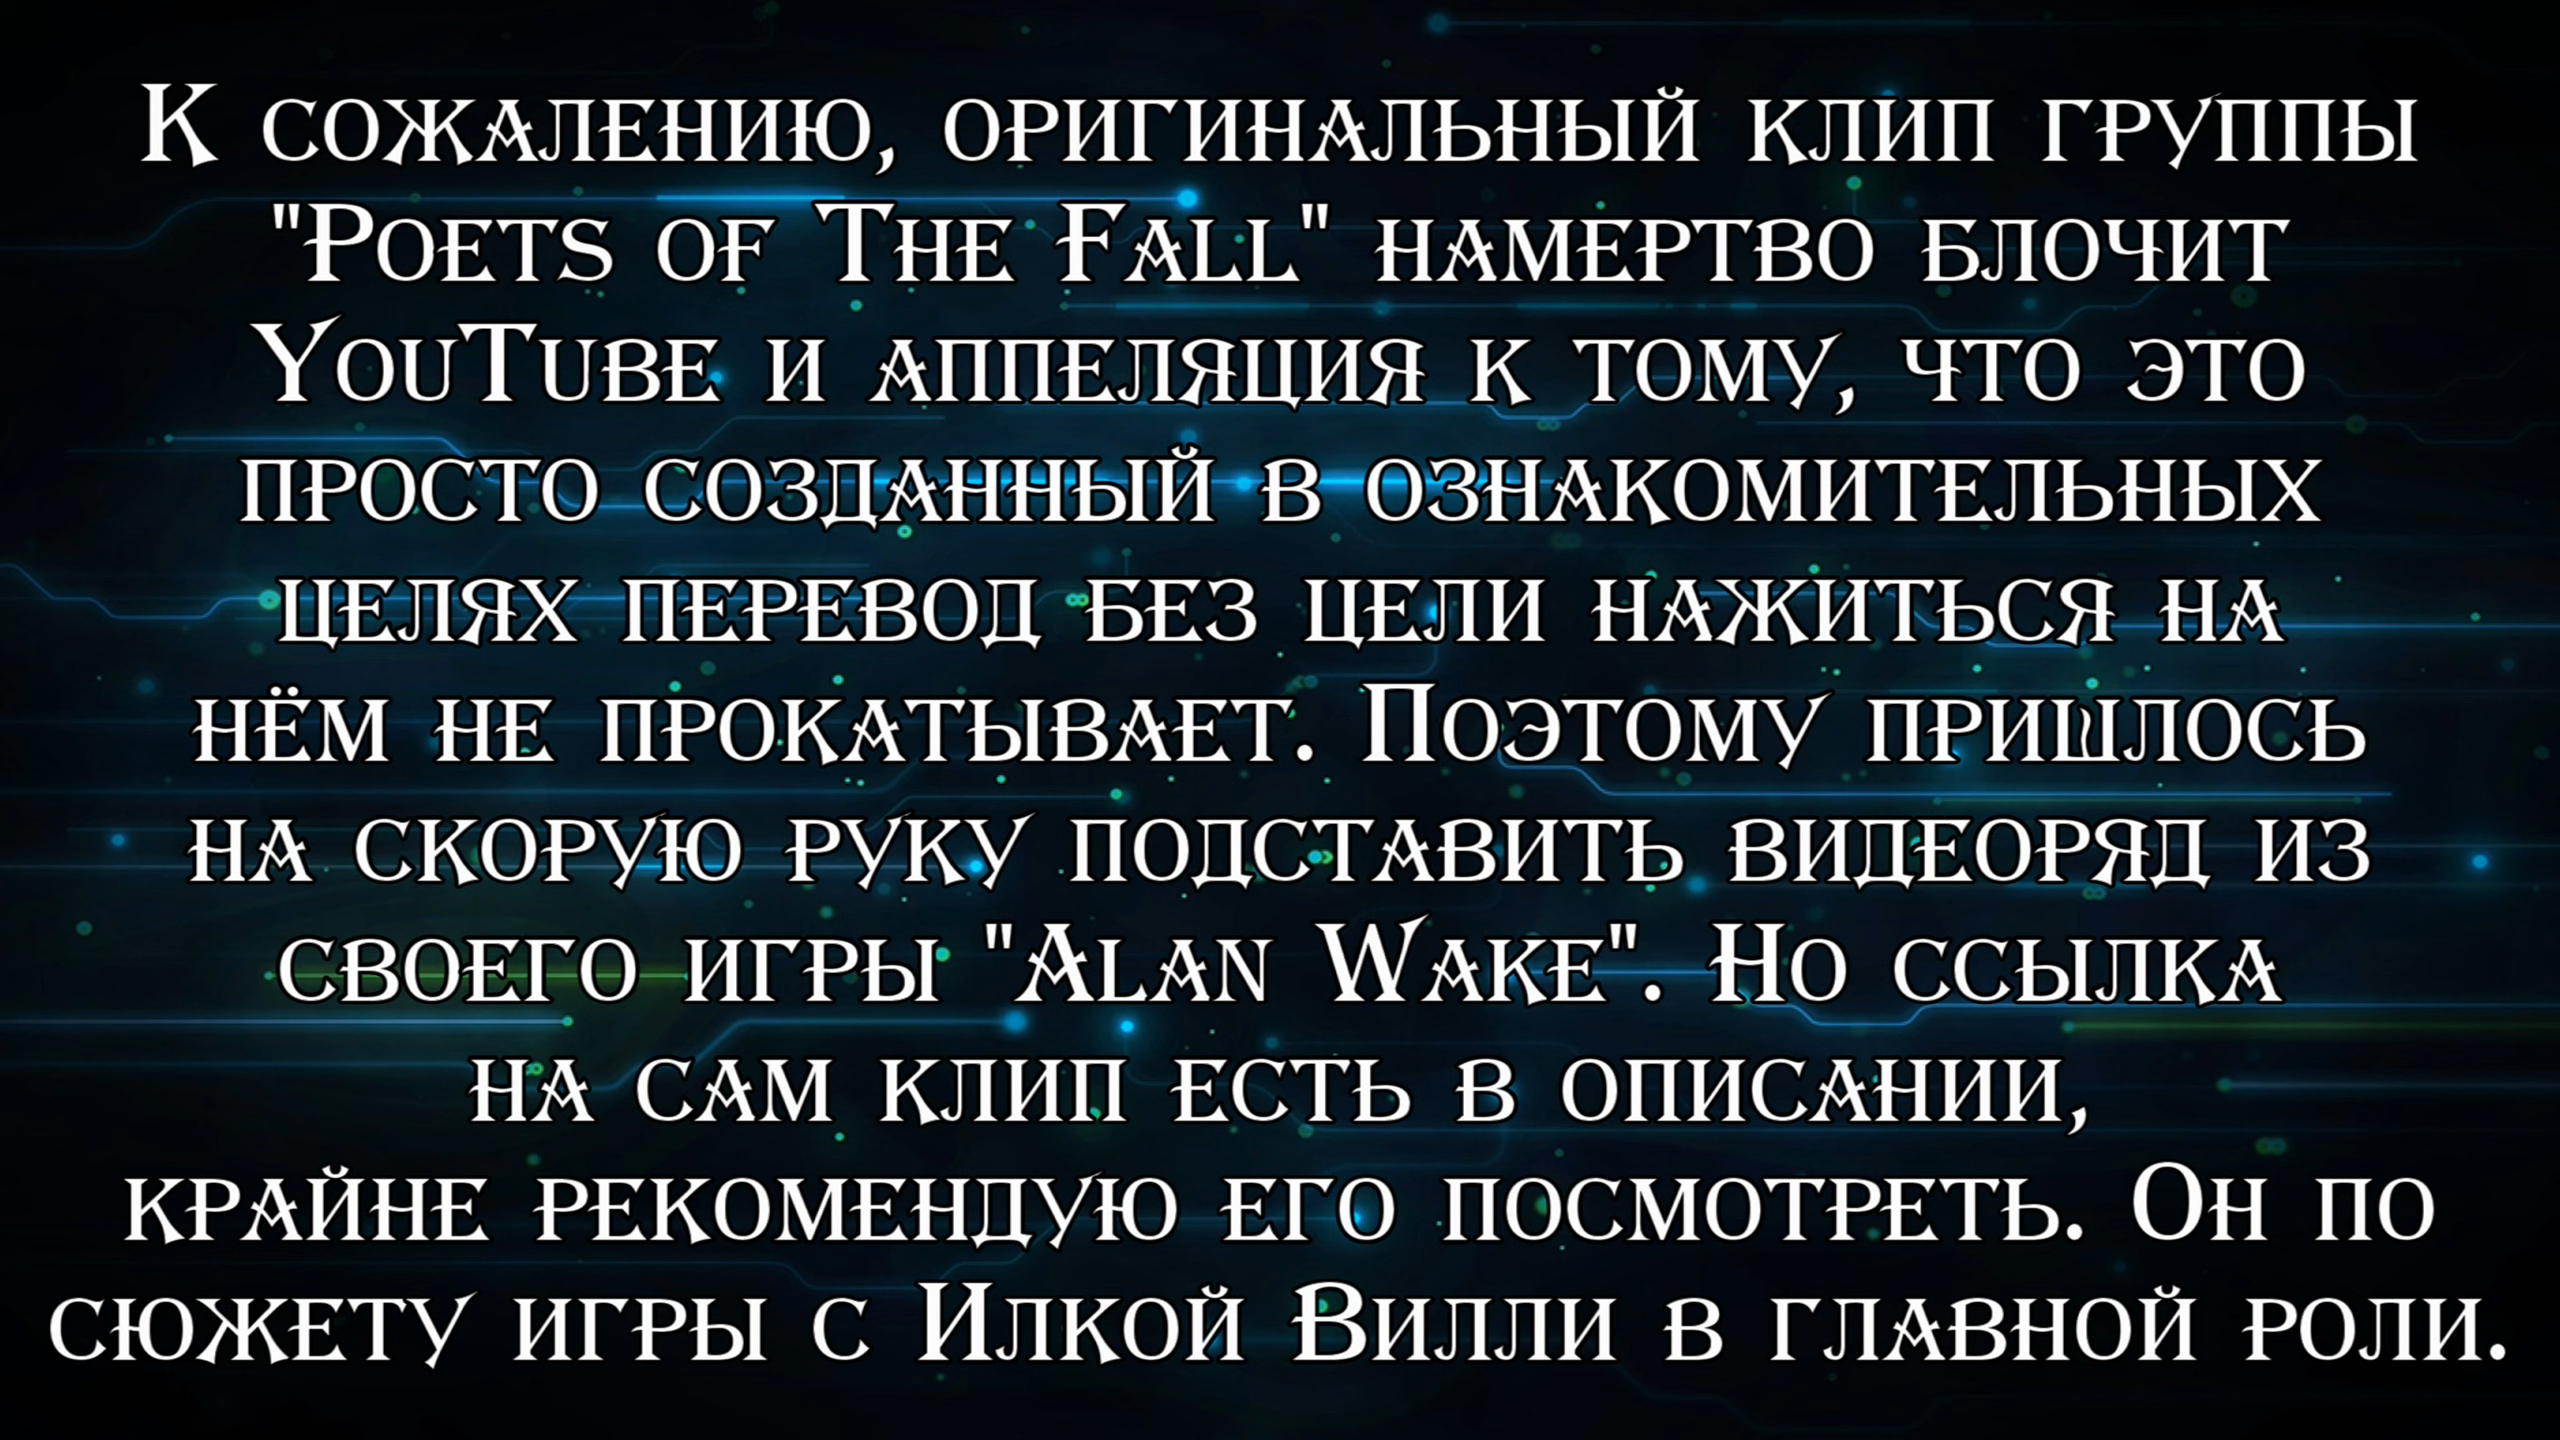 К сожалению, оригинальный клип группы
"Poets of The Fall" намертво блочит
YouTube и аппеляция к тому, что это
просто созданный в ознакомительных
целях перевод без цели нажиться на
нём не прокатывает. Поэтому пришлось
на скорую руку подставить видеоряд из
своего игры "Alan Wake". Но ссылка
на сам клип есть в описании,
крайне рекомендую его посмотреть. Он по
сюжету игры с Илкой Вилли в главной роли.